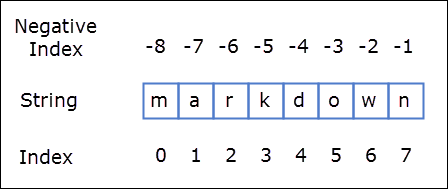 Negative
Index -8 -7 -6 -5 -4 -3 -2 -1
String m a r k d o w n
Index 0 1 2 3 4 5 6 7